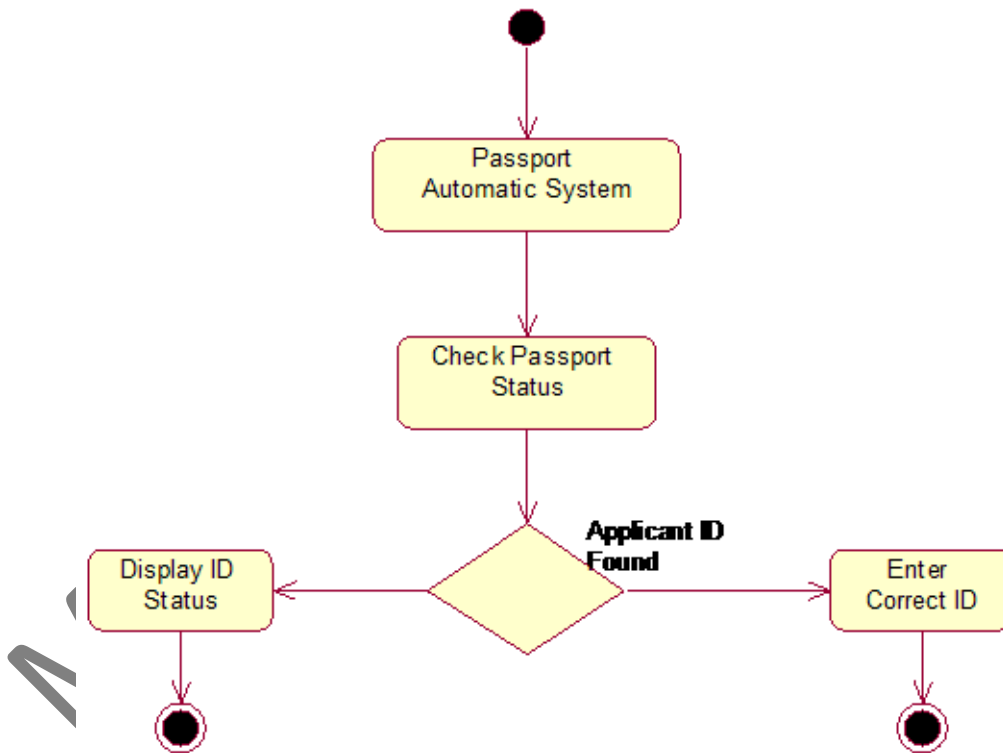 Passport
Automatic System
Check Passport
Status
Applicant ID
Found
Display ID
Status
Enter
Correct ID